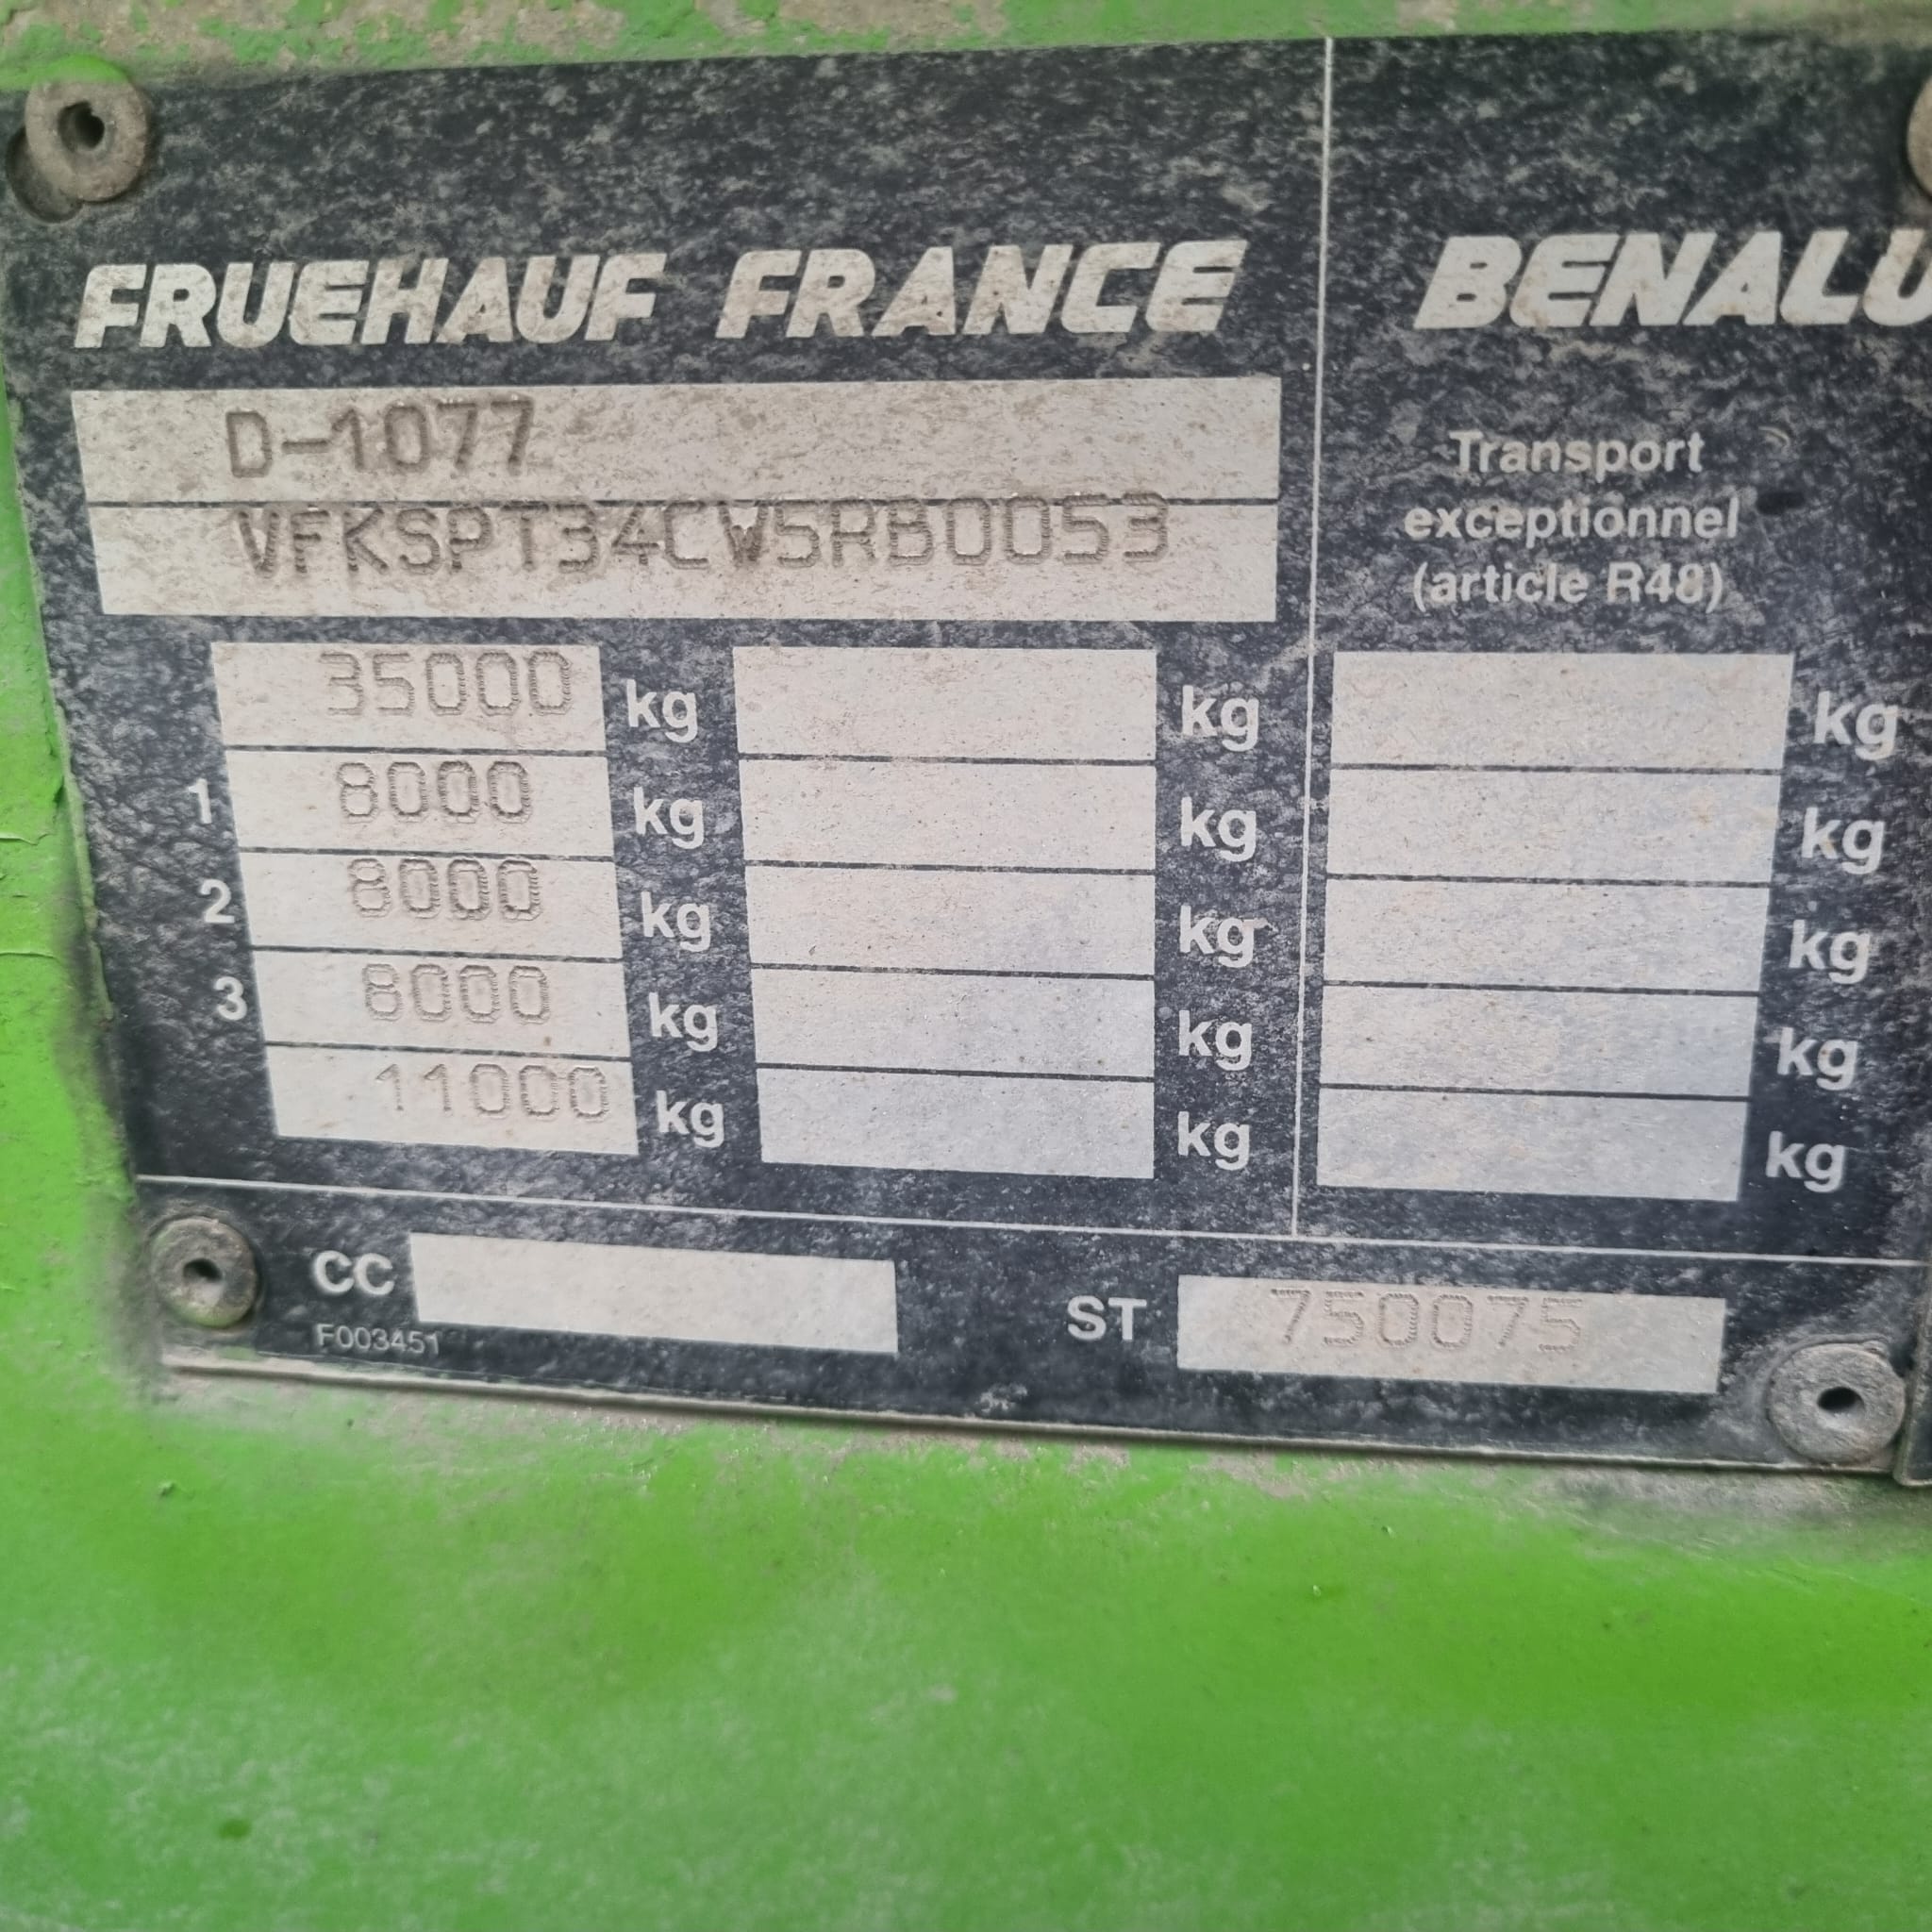 FRUEHAUF FRANCE
D-1077
VFKSPT34CW5RB0053
35000 kg kg
1 8000 kg kg
2 8000 kg kg
3 8000 kg kg
11000 kg kg
BENALU
Transport
exceptionnel
(article R48)
kg
kg
kg
kg
kg
CC
F003451
ST 750075